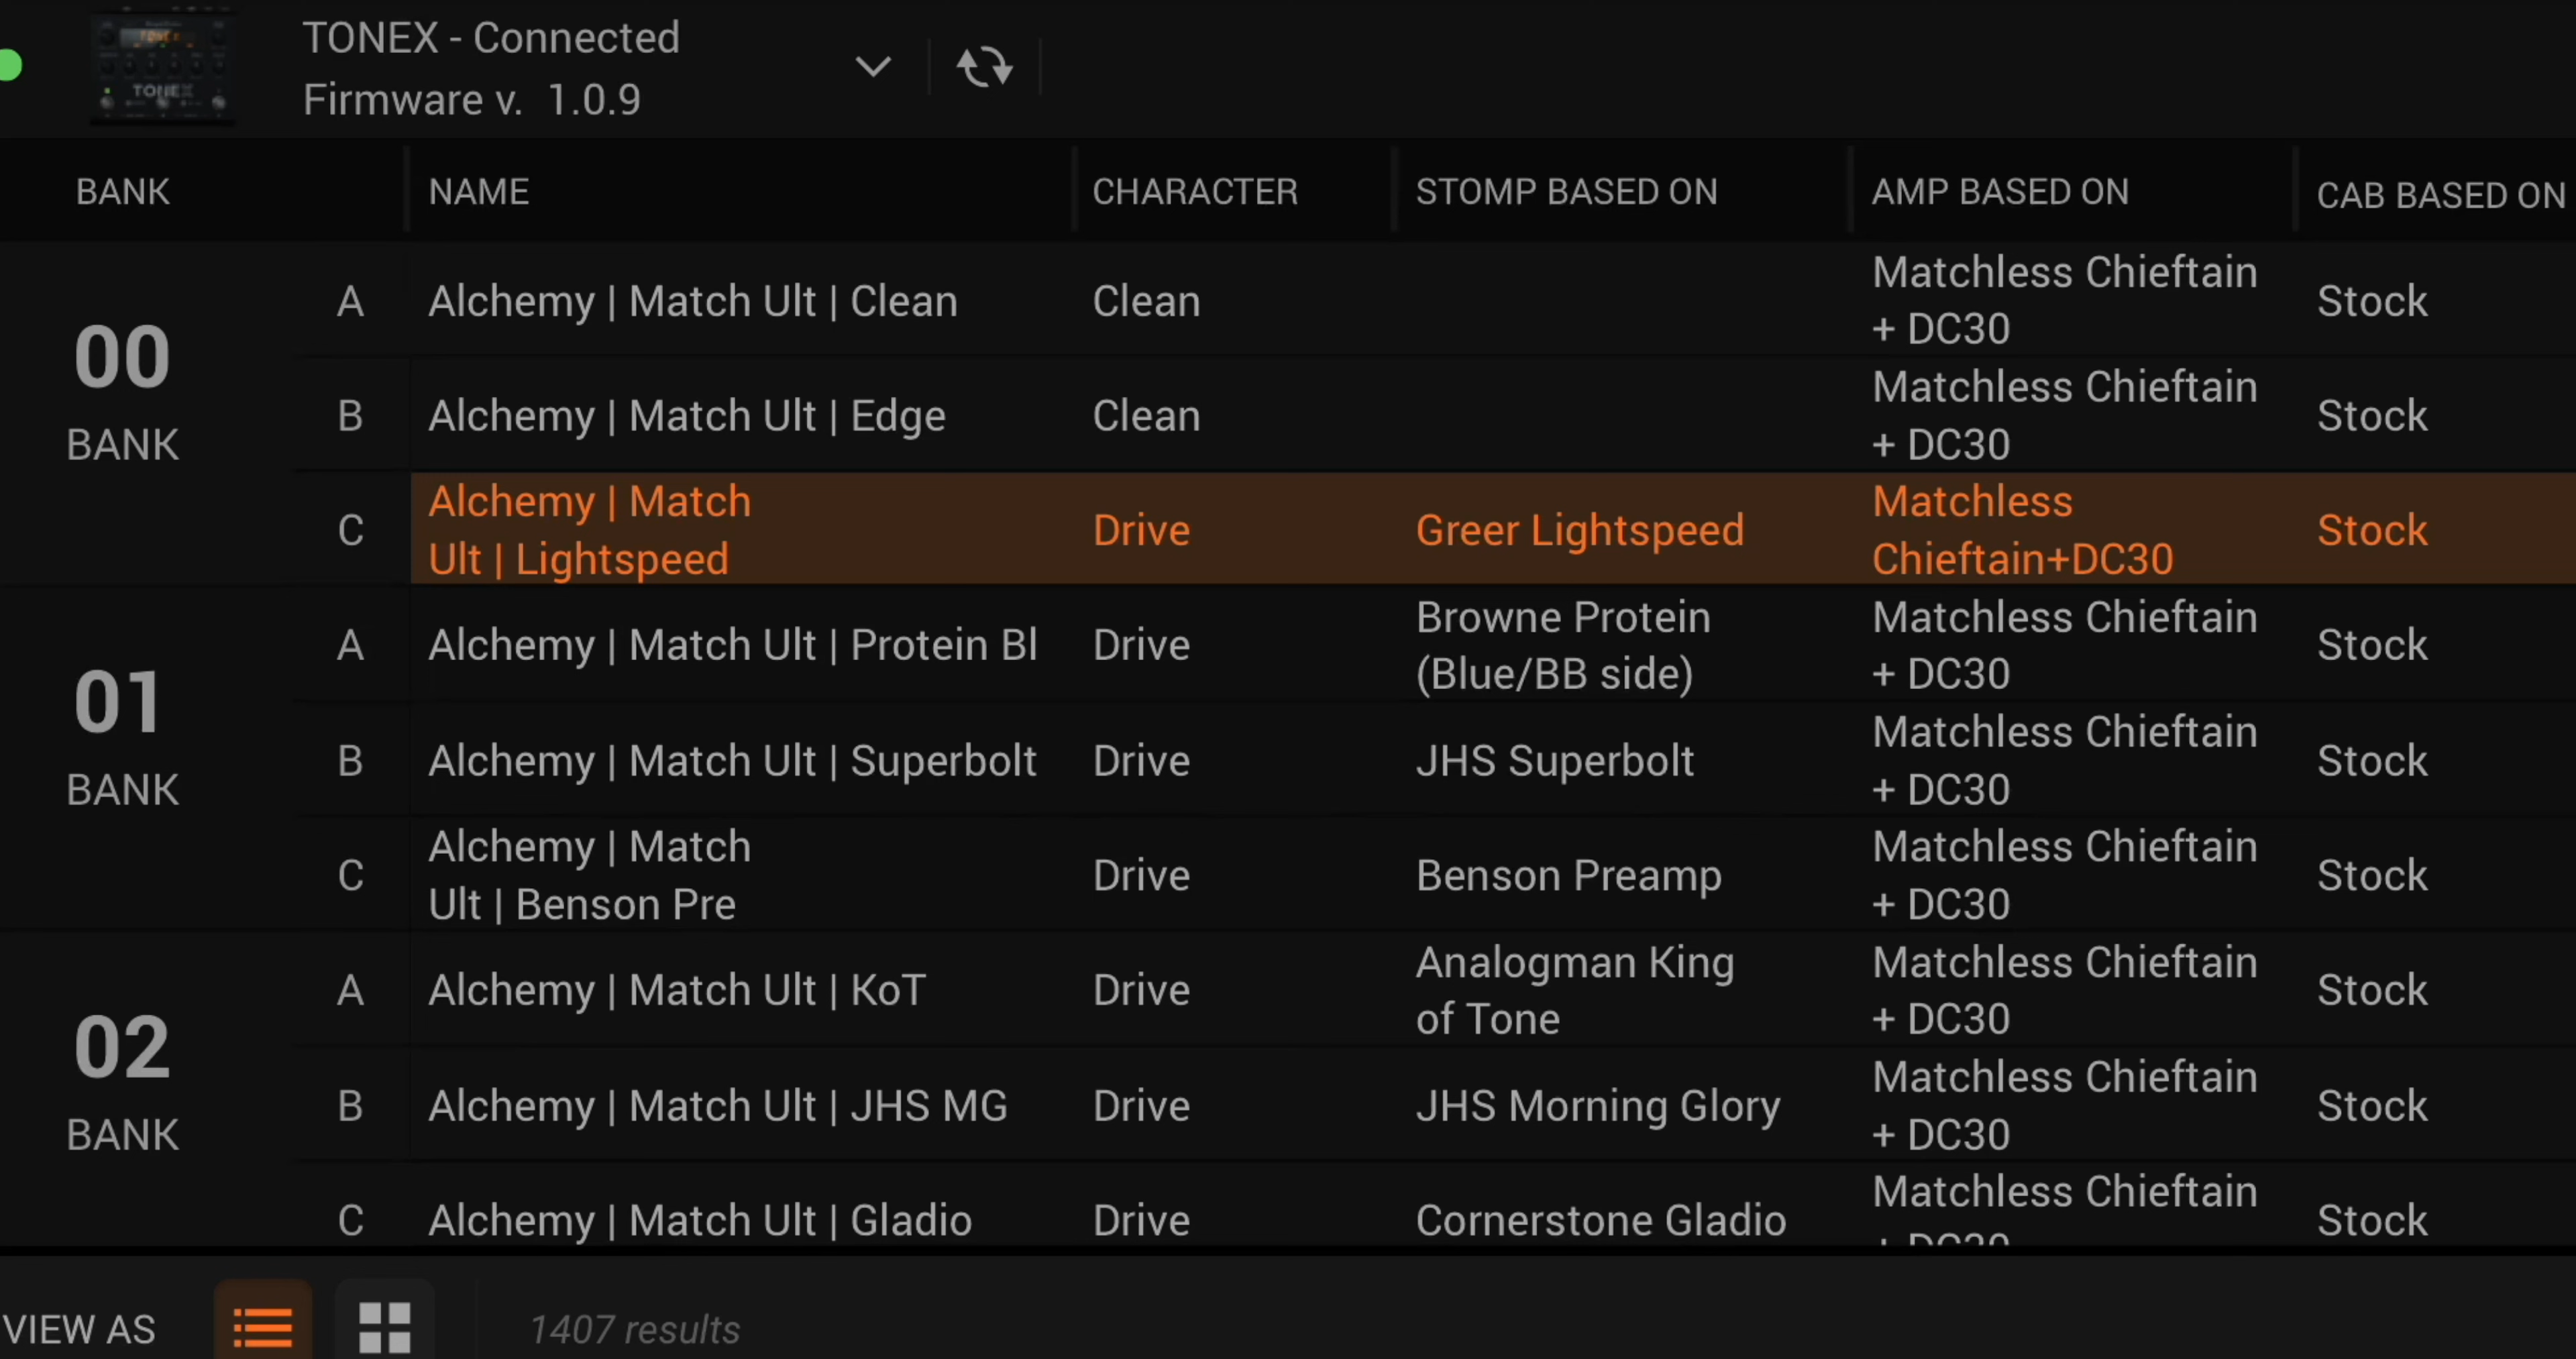 TONEX - Connected
Firmware v. 1.0.9
TONEX
BANK NAME CHARACTER STOMP BASED ON AMP BASED ON CAB BASED ON
00
BANK
A Alchemy | Match Ult | Clean Clean Matchless Chieftain
+ DC30 Stock
B Alchemy | Match Ult | Edge Clean Matchless Chieftain
+ DC30 Stock
C Alchemy | Match
Ult | Lightspeed Drive Greer Lightspeed Matchless
Chieftain+DC30 Stock
01
BANK
A Alchemy | Match Ult | Protein Bl Drive Browne Protein
(Blue/BB side) Matchless Chieftain
+ DC30 Stock
B Alchemy | Match Ult | Superbolt Drive JHS Superbolt Matchless Chieftain
+ DC30 Stock
C Alchemy | Match
Ult | Benson Pre Drive Benson Preamp Matchless Chieftain
+ DC30 Stock
02
BANK
A Alchemy | Match Ult | KoT Drive Analogman King
of Tone Matchless Chieftain
+ DC30 Stock
B Alchemy | Match Ult | JHS MG Drive JHS Morning Glory Matchless Chieftain
+ DC30 Stock
C Alchemy | Match Ult | Gladio Drive Cornerstone Gladio Matchless Chieftain
Stock
VIEW AS 1407 results